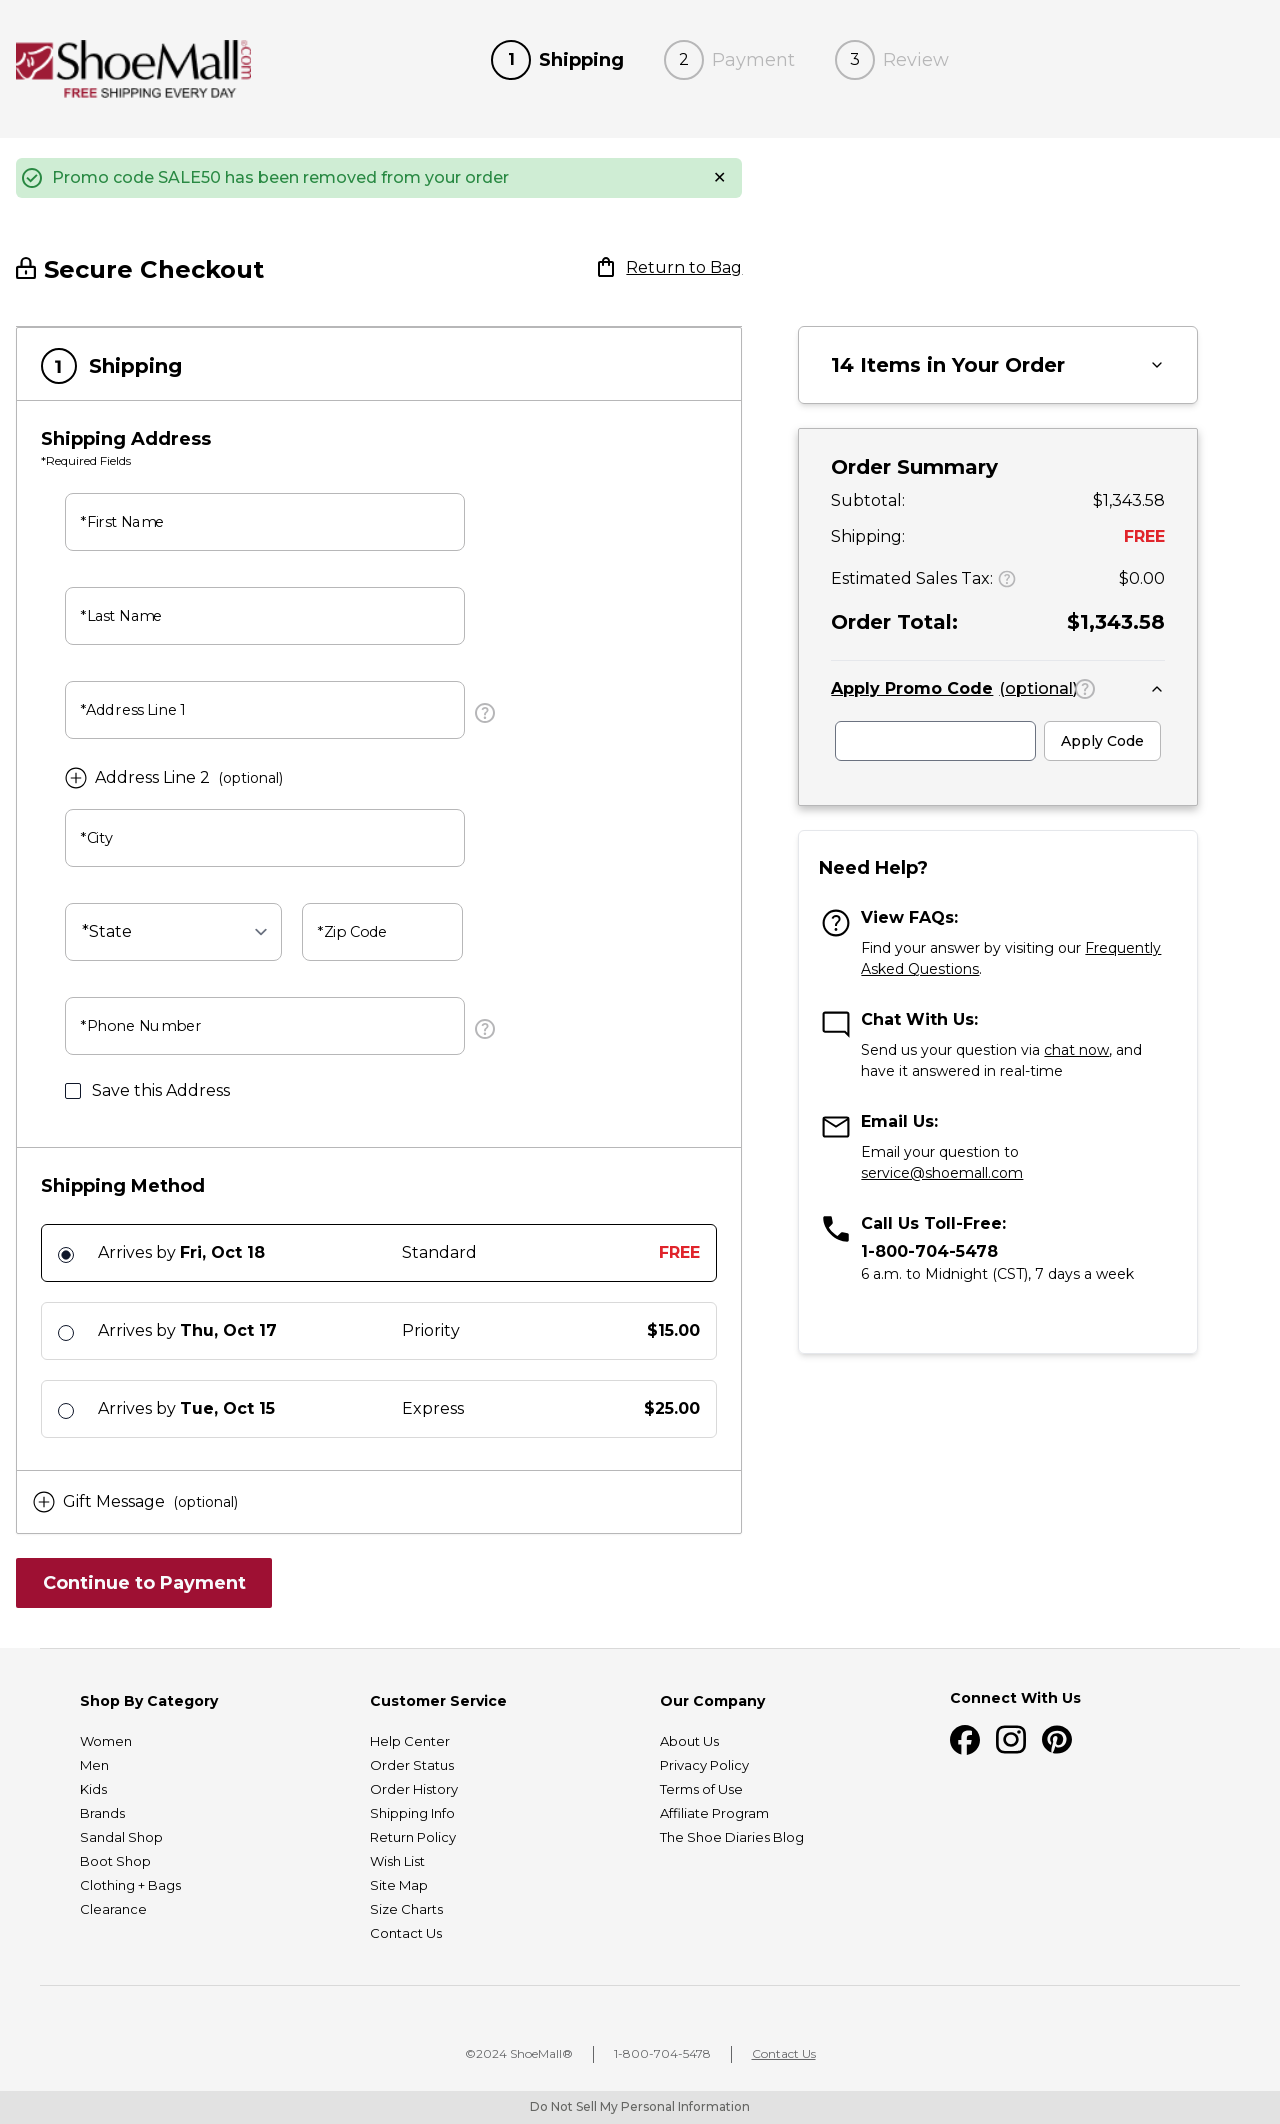 ShoeMall.com
FREE SHIPPING EVERY DAY
1 Shipping
2 Payment
3 Review
Promo code SALE50 has been removed from your order ×
Secure Checkout
Return to Bag
1 Shipping
Shipping Address
*Required Fields
*First Name
*Last Name
*Address Line 1
?
Address Line 2 (optional)
*City
*State
*Zip Code
*Phone Number
?
Save this Address
Shipping Method
Arrives by Fri, Oct 18 Standard FREE
Arrives by Thu, Oct 17 Priority $15.00
Arrives by Tue, Oct 15 Express $25.00
Gift Message (optional)
Continue to Payment
14 Items in Your Order
Order Summary
Subtotal: $1,343.58
Shipping: FREE
Estimated Sales Tax: ? $0.00
Order Total: $1,343.58
Apply Promo Code (optional) ?
Apply Code
Need Help?
View FAQs:
Find your answer by visiting our Frequently
Asked Questions.
Chat With Us:
Send us your question via chat now, and
have it answered in real-time
Email Us:
Email your question to
service@shoemall.com
Call Us Toll-Free:
1-800-704-5478
6 a.m. to Midnight (CST), 7 days a week
Shop By Category
Women
Men
Kids
Brands
Sandal Shop
Boot Shop
Clothing + Bags
Clearance
Customer Service
Help Center
Order Status
Order History
Shipping Info
Return Policy
Wish List
Site Map
Size Charts
Contact Us
Our Company
About Us
Privacy Policy
Terms of Use
Affiliate Program
The Shoe Diaries Blog
Connect With Us
©2024 ShoeMall® | 1-800-704-5478 | Contact Us
Do Not Sell My Personal Information